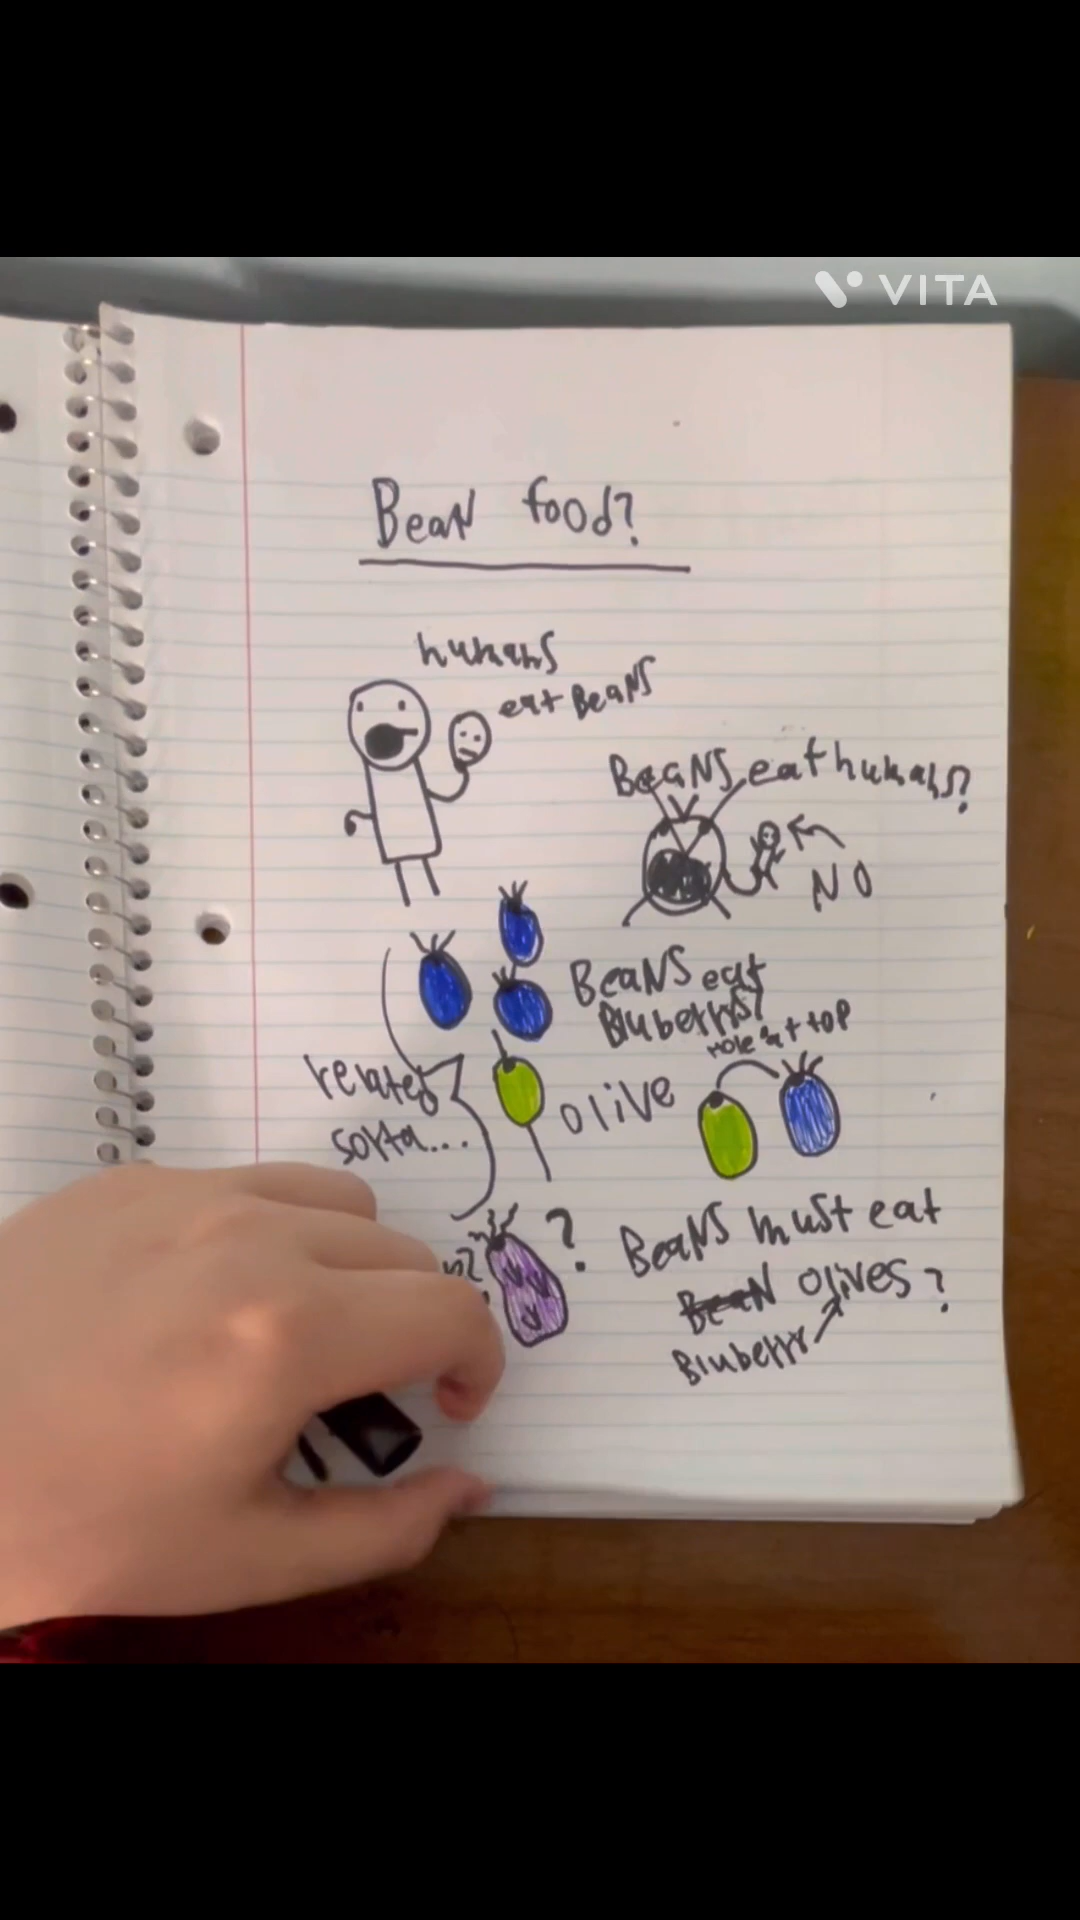 VITA
BeaN food?
humans
eat BeaNS
BeaNS eat humans?
NO
BeaNS eat
Bluberrys?
hole at top
related
sorta...
olive
?
BeaNS must eat
BeaN olives?
Bluberry